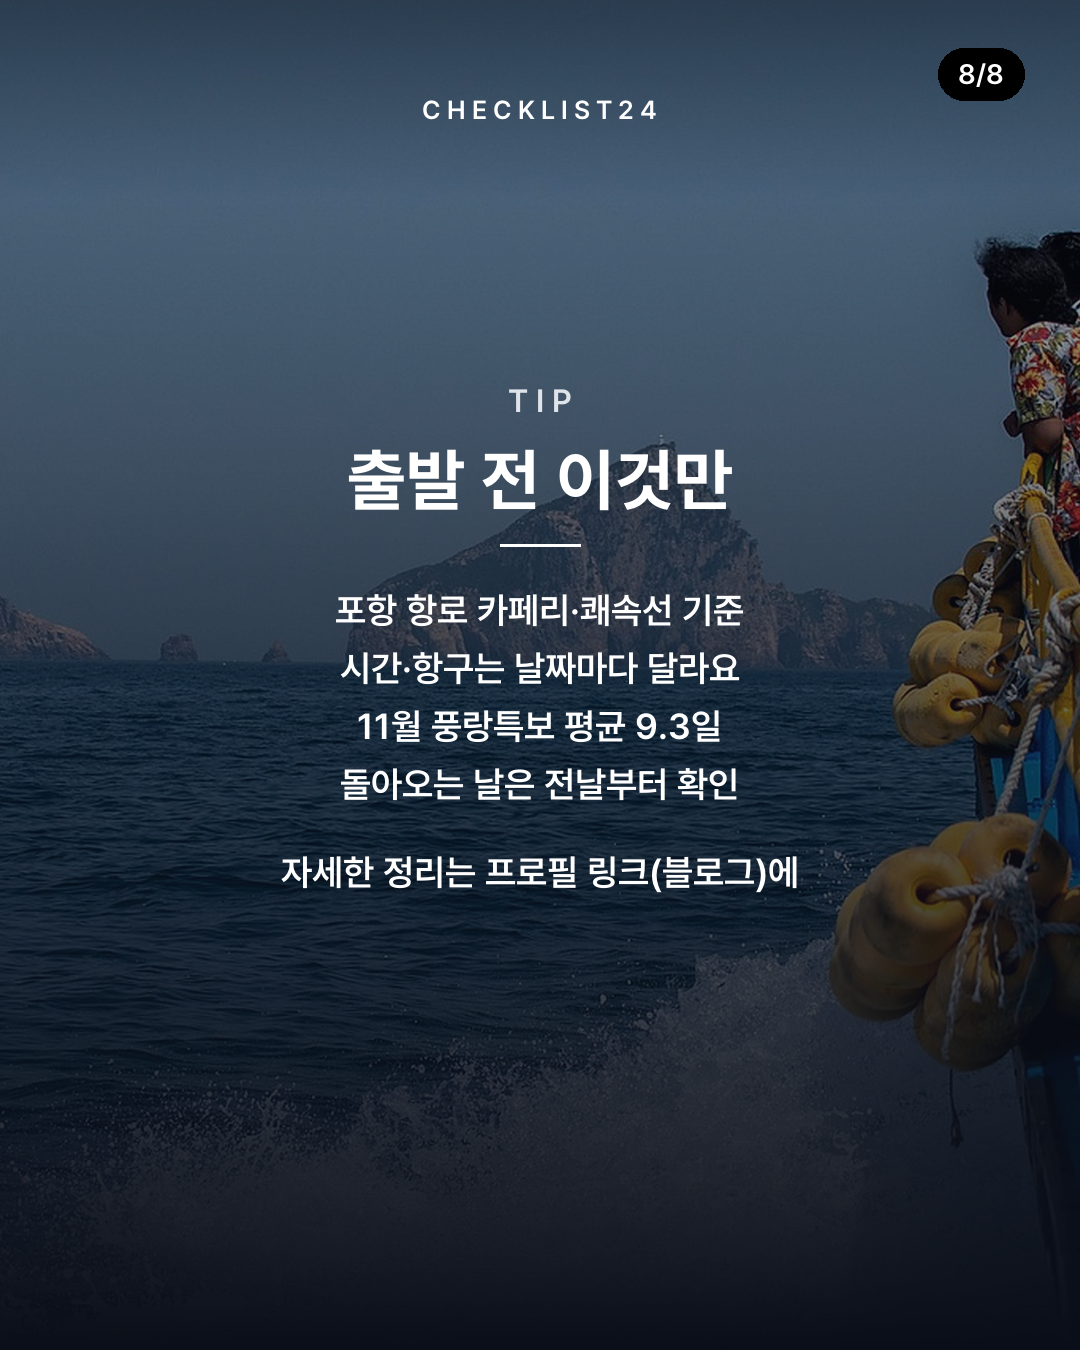 8/8
CHECKLIST24
TIP
출발 전 이것만
포항 항로 카페리·쾌속선 기준
시간·항구는 날짜마다 달라요
11월 풍랑특보 평균 9.3일
돌아오는 날은 전날부터 확인
자세한 정리는 프로필 링크(블로그)에